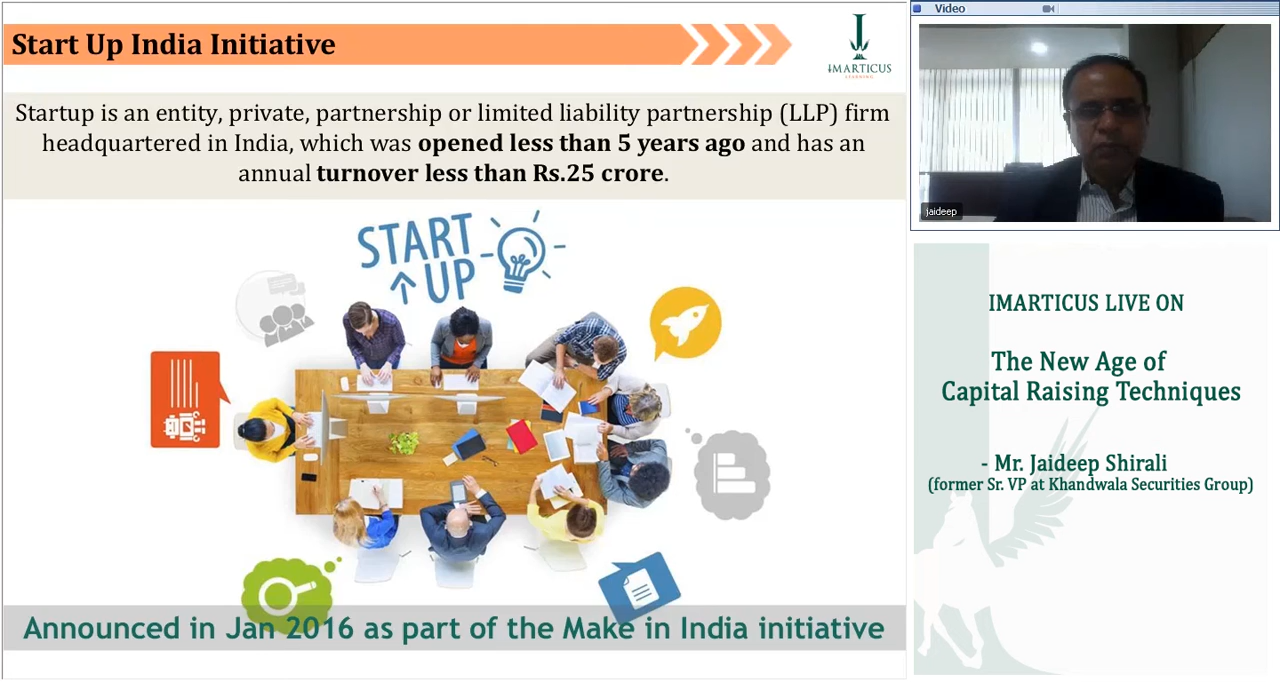 Start Up India Initiative
IMARTICUS
LEARNING
Startup is an entity, private, partnership or limited liability partnership (LLP) firm
headquartered in India, which was opened less than 5 years ago and has an
annual turnover less than Rs.25 crore.
START
UP
Announced in Jan 2016 as part of the Make in India initiative
Video
jaideep
IMARTICUS LIVE ON
The New Age of
Capital Raising Techniques
- Mr. Jaideep Shirali
(former Sr. VP at Khandwala Securities Group)